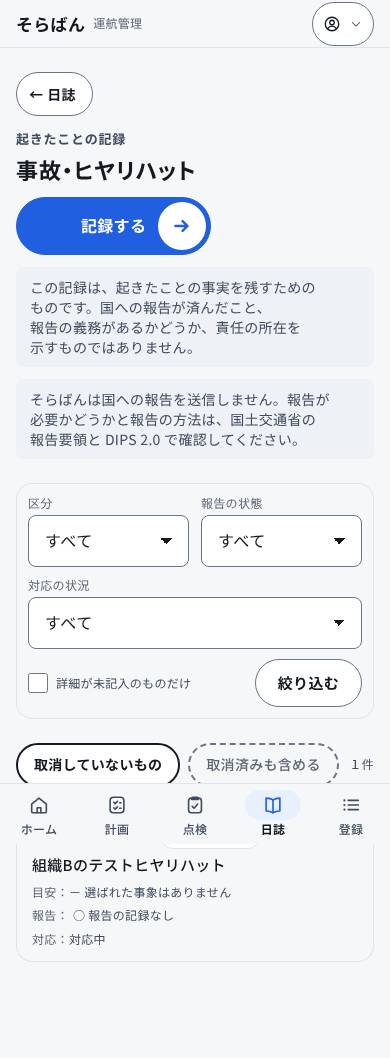 そらばん 運航管理
← 日誌
起きたことの記録
事故・ヒヤリハット
記録する →
この記録は、起きたことの事実を残すための
ものです。国への報告が済んだこと、
報告の義務があるかどうか、責任の所在を
示すものではありません。
そらばんは国への報告を送信しません。報告が
必要かどうかと報告の方法は、国土交通省の
報告要領と DIPS 2.0 で確認してください。
区分 報告の状態
すべて すべて
対応の状況
すべて
詳細が未記入のものだけ 絞り込む
取消していないもの 取消済みも含める 1 件
ホーム 計画 点検 日誌 登録
組織Bのテストヒヤリハット
目安：－ 選ばれた事象はありません
報告：〇 報告の記録なし
対応：対応中